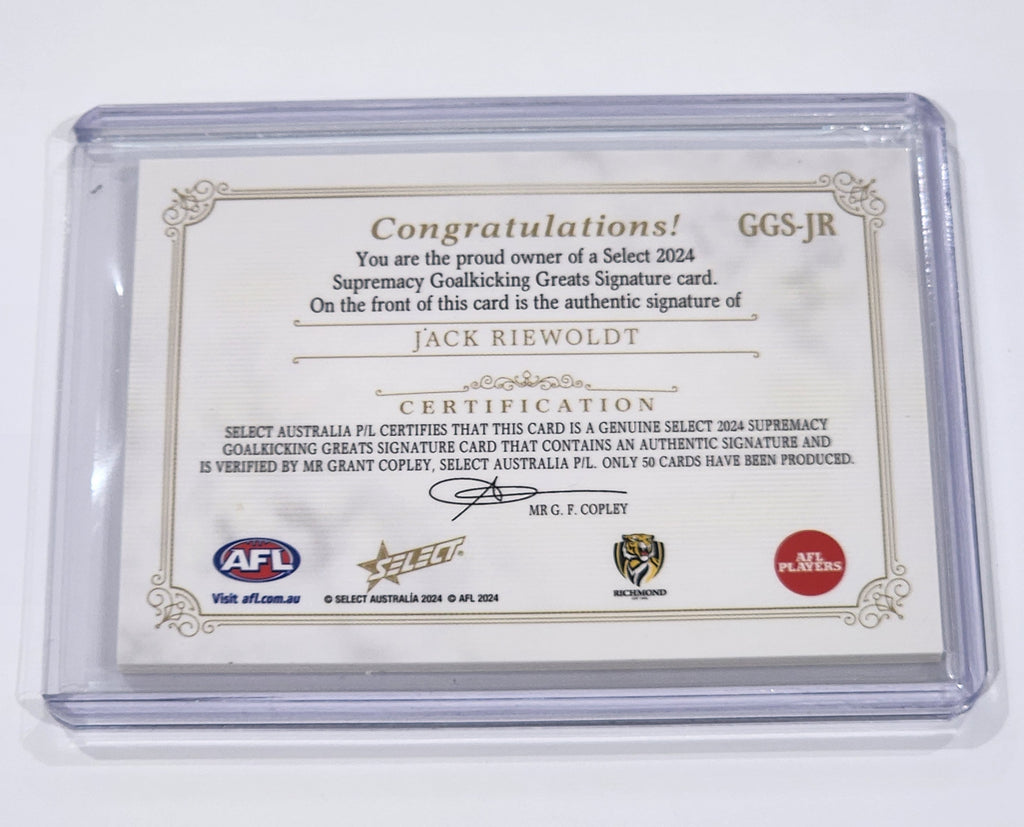 Congratulations!
GGS-JR
You are the proud owner of a Select 2024
Supremacy Goalkicking Greats Signature card.
On the front of this card is the authentic signature of
JACK RIEWOLDT
CERTIFICATION
SELECT AUSTRALIA P/L CERTIFIES THAT THIS CARD IS A GENUINE SELECT 2024 SUPREMACY
GOALKICKING GREATS SIGNATURE CARD THAT CONTAINS AN AUTHENTIC SIGNATURE AND
IS VERIFIED BY MR GRANT COPLEY, SELECT AUSTRALIA P/L. ONLY 50 CARDS HAVE BEEN PRODUCED.
MR G. F. COPLEY
AFL
Visit afl.com.au
SELECT
© SELECT AUSTRALIA 2024 © AFL 2024
RICHMOND
AFL
PLAYERS